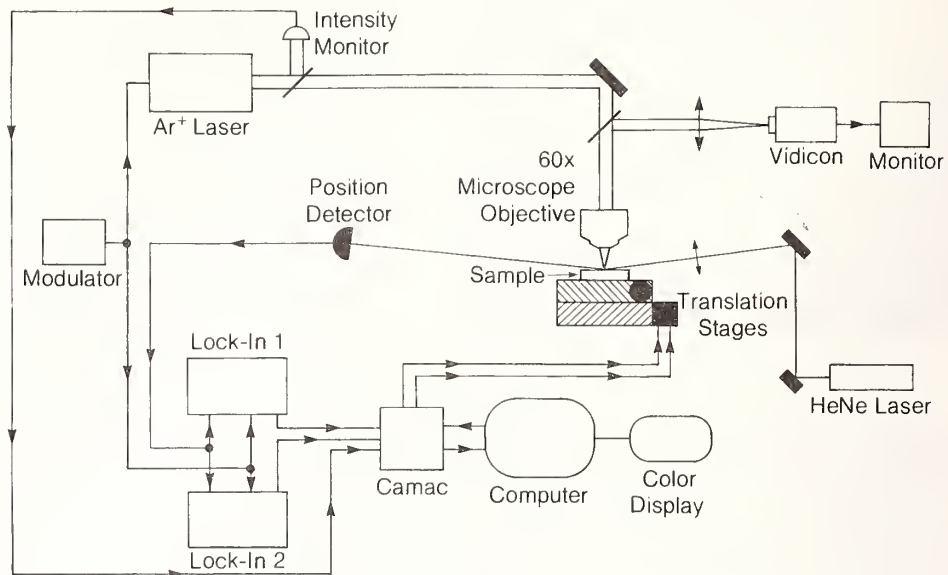 Intensity
Monitor
Ar+ Laser
60x
Microscope
Objective
Vidicon
Monitor
Position
Detector
Modulator
Sample
Translation
Stages
Lock-In 1
HeNe Laser
Camac
Computer
Color
Display
Lock-In 2